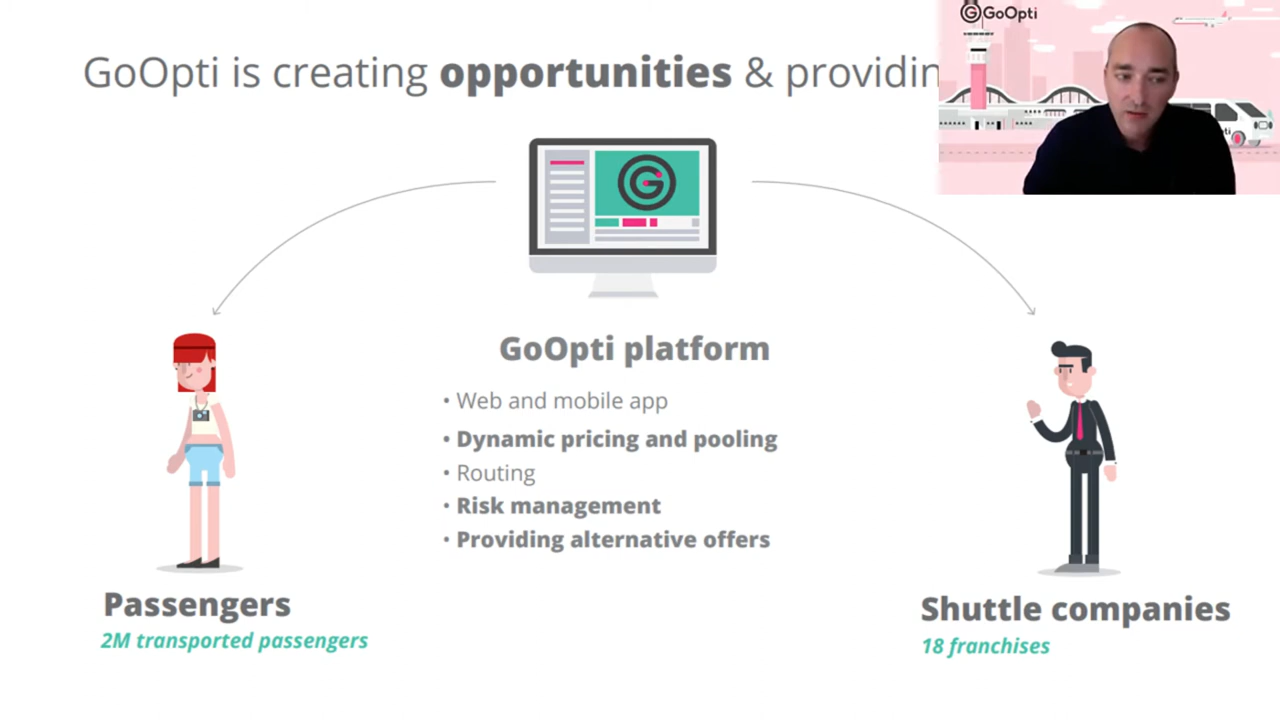 GoOpti is creating opportunities & providin
GoOpti
GoOpti platform
• Web and mobile app
• Dynamic pricing and pooling
• Routing
• Risk management
• Providing alternative offers
Passengers
2M transported passengers
Shuttle companies
18 franchises